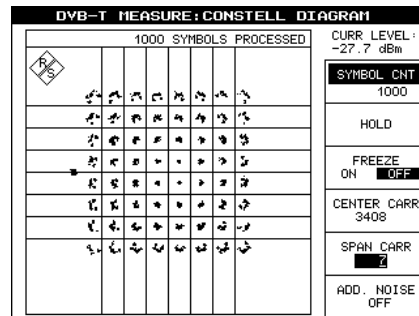 DVB-T MEASURE:CONSTELL DIAGRAM
1000 SYMBOLS PROCESSED
R S
CURR LEVEL:
-27.7 dBm
SYMBOL CNT
1000
HOLD
FREEZE
ON OFF
CENTER CARR
3408
SPAN CARR
7
ADD. NOISE
OFF